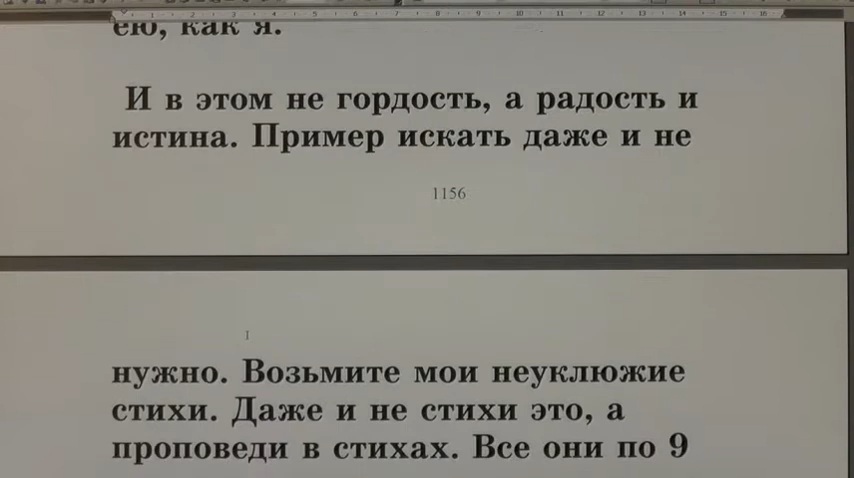 ею, как я.
И в этом не гордость, а радость и
истина. Пример искать даже и не
1156
нужно. Возьмите мои неуклюжие
стихи. Даже и не стихи это, а
проповеди в стихах. Все они по 9